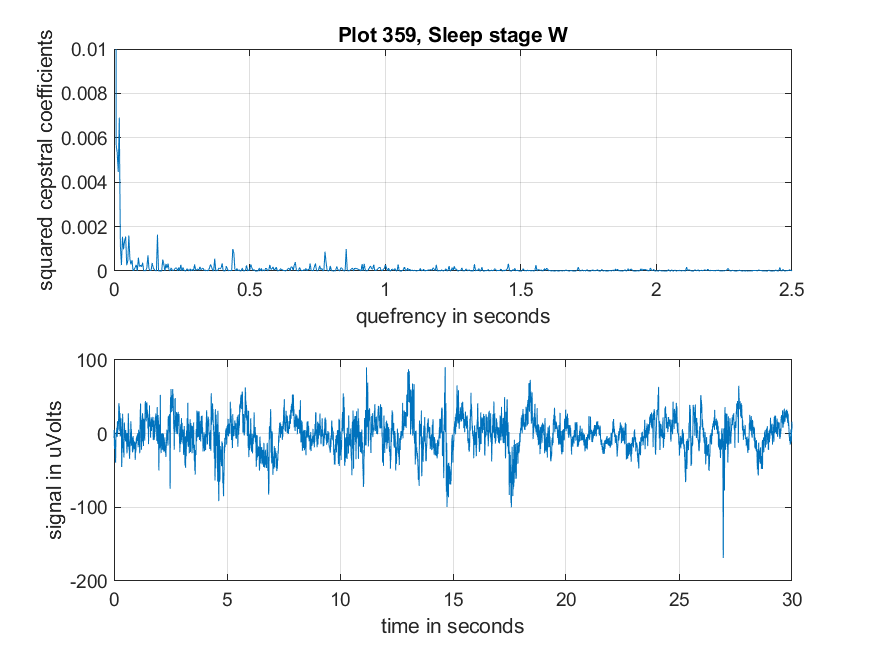 Plot 359, Sleep stage W
squared cepstral coefficients
0.01
0.008
0.006
0.004
0.002
0
0 0.5 1 1.5 2 2.5
quefrency in seconds
signal in uVolts
100
0
-100
-200
0 5 10 15 20 25 30
time in seconds